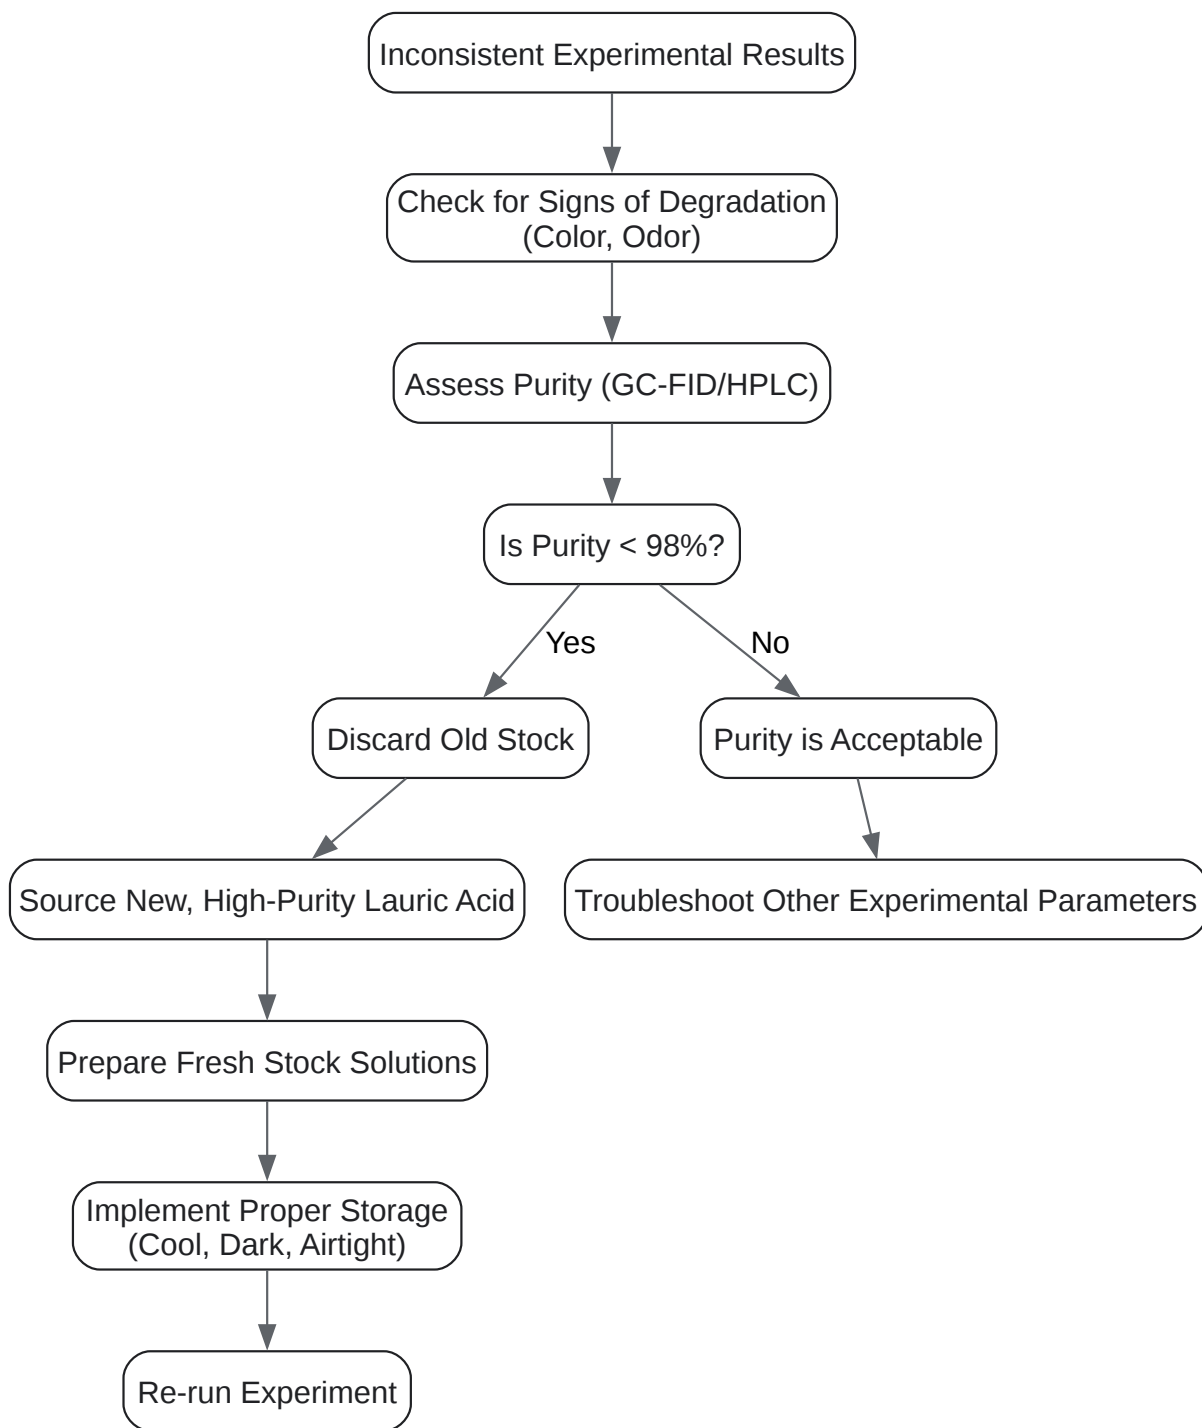 Inconsistent Experimental Results
Check for Signs of Degradation
(Color, Odor)
Assess Purity (GC-FID/HPLC)
Is Purity < 98%?
Yes
No
Discard Old Stock
Purity is Acceptable
Source New, High-Purity Lauric Acid
Troubleshoot Other Experimental Parameters
Prepare Fresh Stock Solutions
Implement Proper Storage
(Cool, Dark, Airtight)
Re-run Experiment